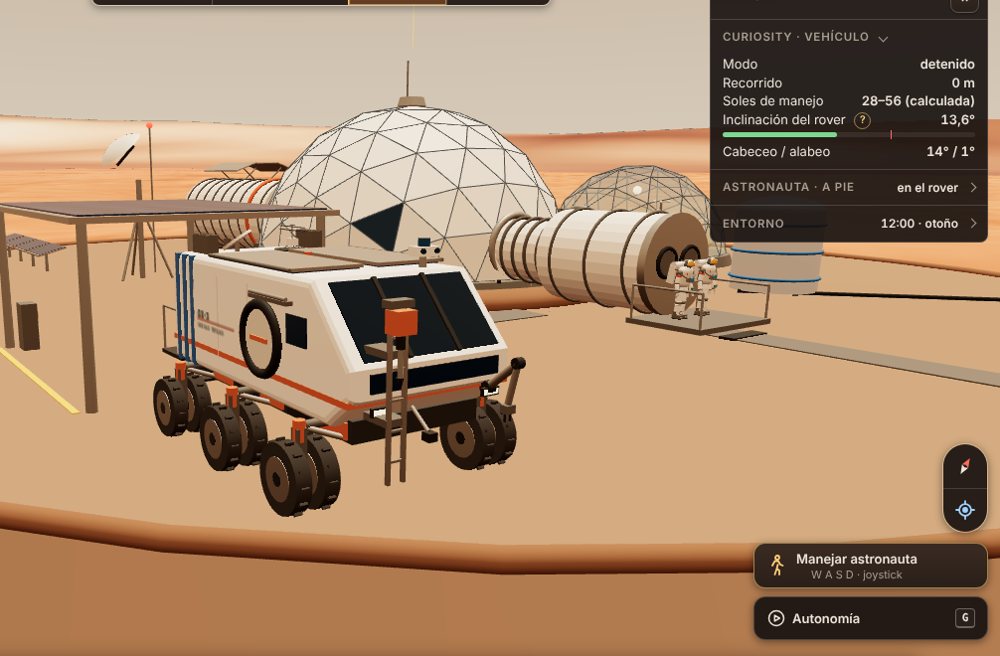 CURIOSITY · VEHÍCULO
Modo detenido
Recorrido 0 m
Soles de manejo 28–56 (calculada)
Inclinación del rover ? 13,6°
Cabeceo / alabeo 14° / 1°
ASTRONAUTA · A PIE en el rover
ENTORNO 12:00 · otoño
Manejar astronauta
W A S D · joystick
Autonomía G